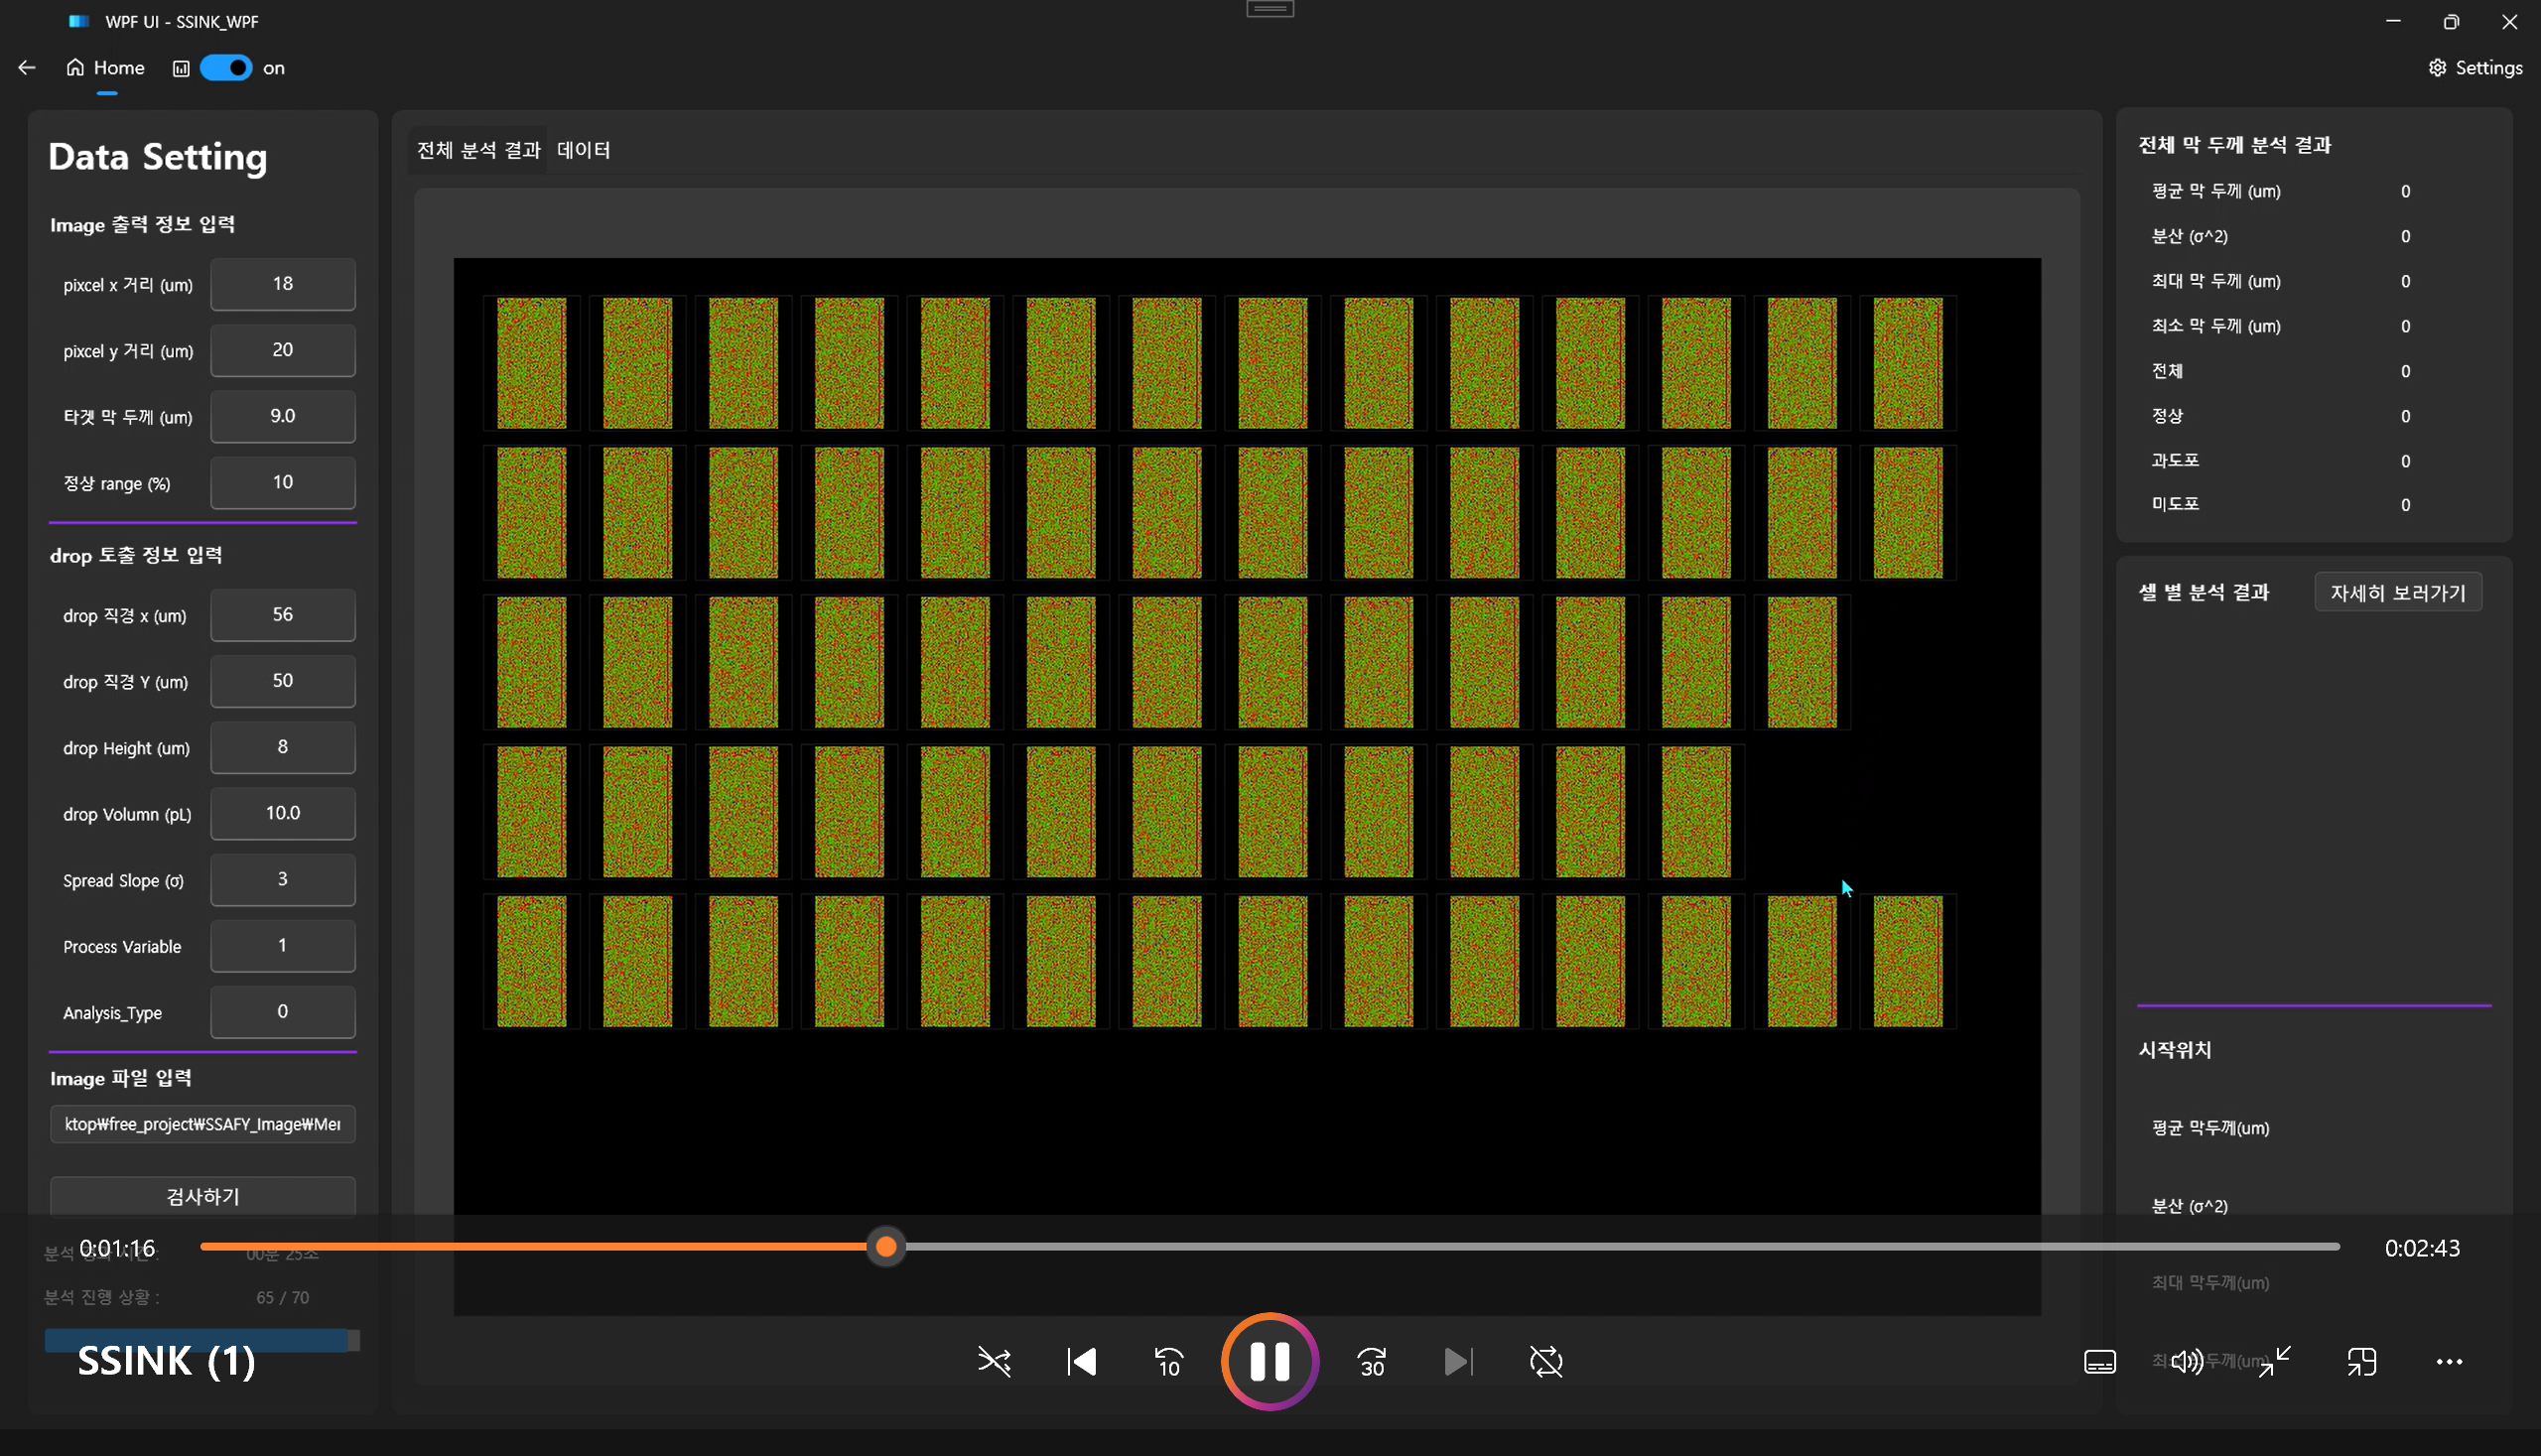 WPF UI - SSINK_WPF
Home
on
Settings
Data Setting
Image 출력 정보 입력
pixcel x 거리 (um) 18
pixcel y 거리 (um) 20
타겟 막 두께 (um) 9.0
정상 range (%) 10
drop 토출 정보 입력
drop 직경 x (um) 56
drop 직경 Y (um) 50
drop Height (um) 8
drop Volumn (pL) 10.0
Spread Slope (σ) 3
Process Variable 1
Analysis_Type 0
Image 파일 입력
ktop₩free_project₩SSAFY_Image₩Mer
검사하기
분석 시간 : 00분 25초
분석 진행 상황 : 65 / 70
전체 분석 결과 데이터
전체 막 두께 분석 결과
평균 막 두께 (um) 0
분산 (σ^2) 0
최대 막 두께 (um) 0
최소 막 두께 (um) 0
전체 0
정상 0
과도포 0
미도포 0
셀 별 분석 결과 자세히 보러가기
시작위치
평균 막두께(um)
분산 (σ^2)
최대 막두께(um)
두께(um)
0:01:16
0:02:43
SSINK (1)
10
30